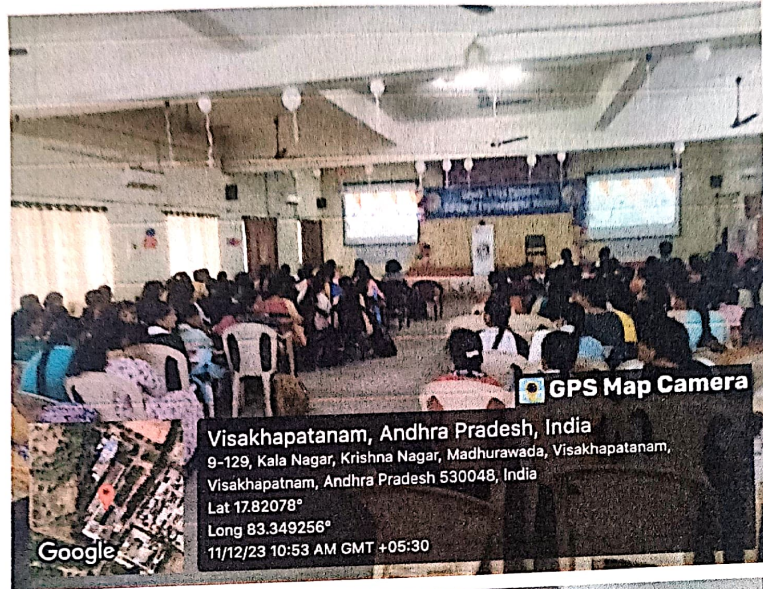 GPS Map Camera
Visakhapatanam, Andhra Pradesh, India
9-129, Kala Nagar, Krishna Nagar, Madhurawada, Visakhapatanam,
Visakhapatnam, Andhra Pradesh 530048, India
Lat 17.82078°
Long 83.349256°
11/12/23 10:53 AM GMT +05:30
Google